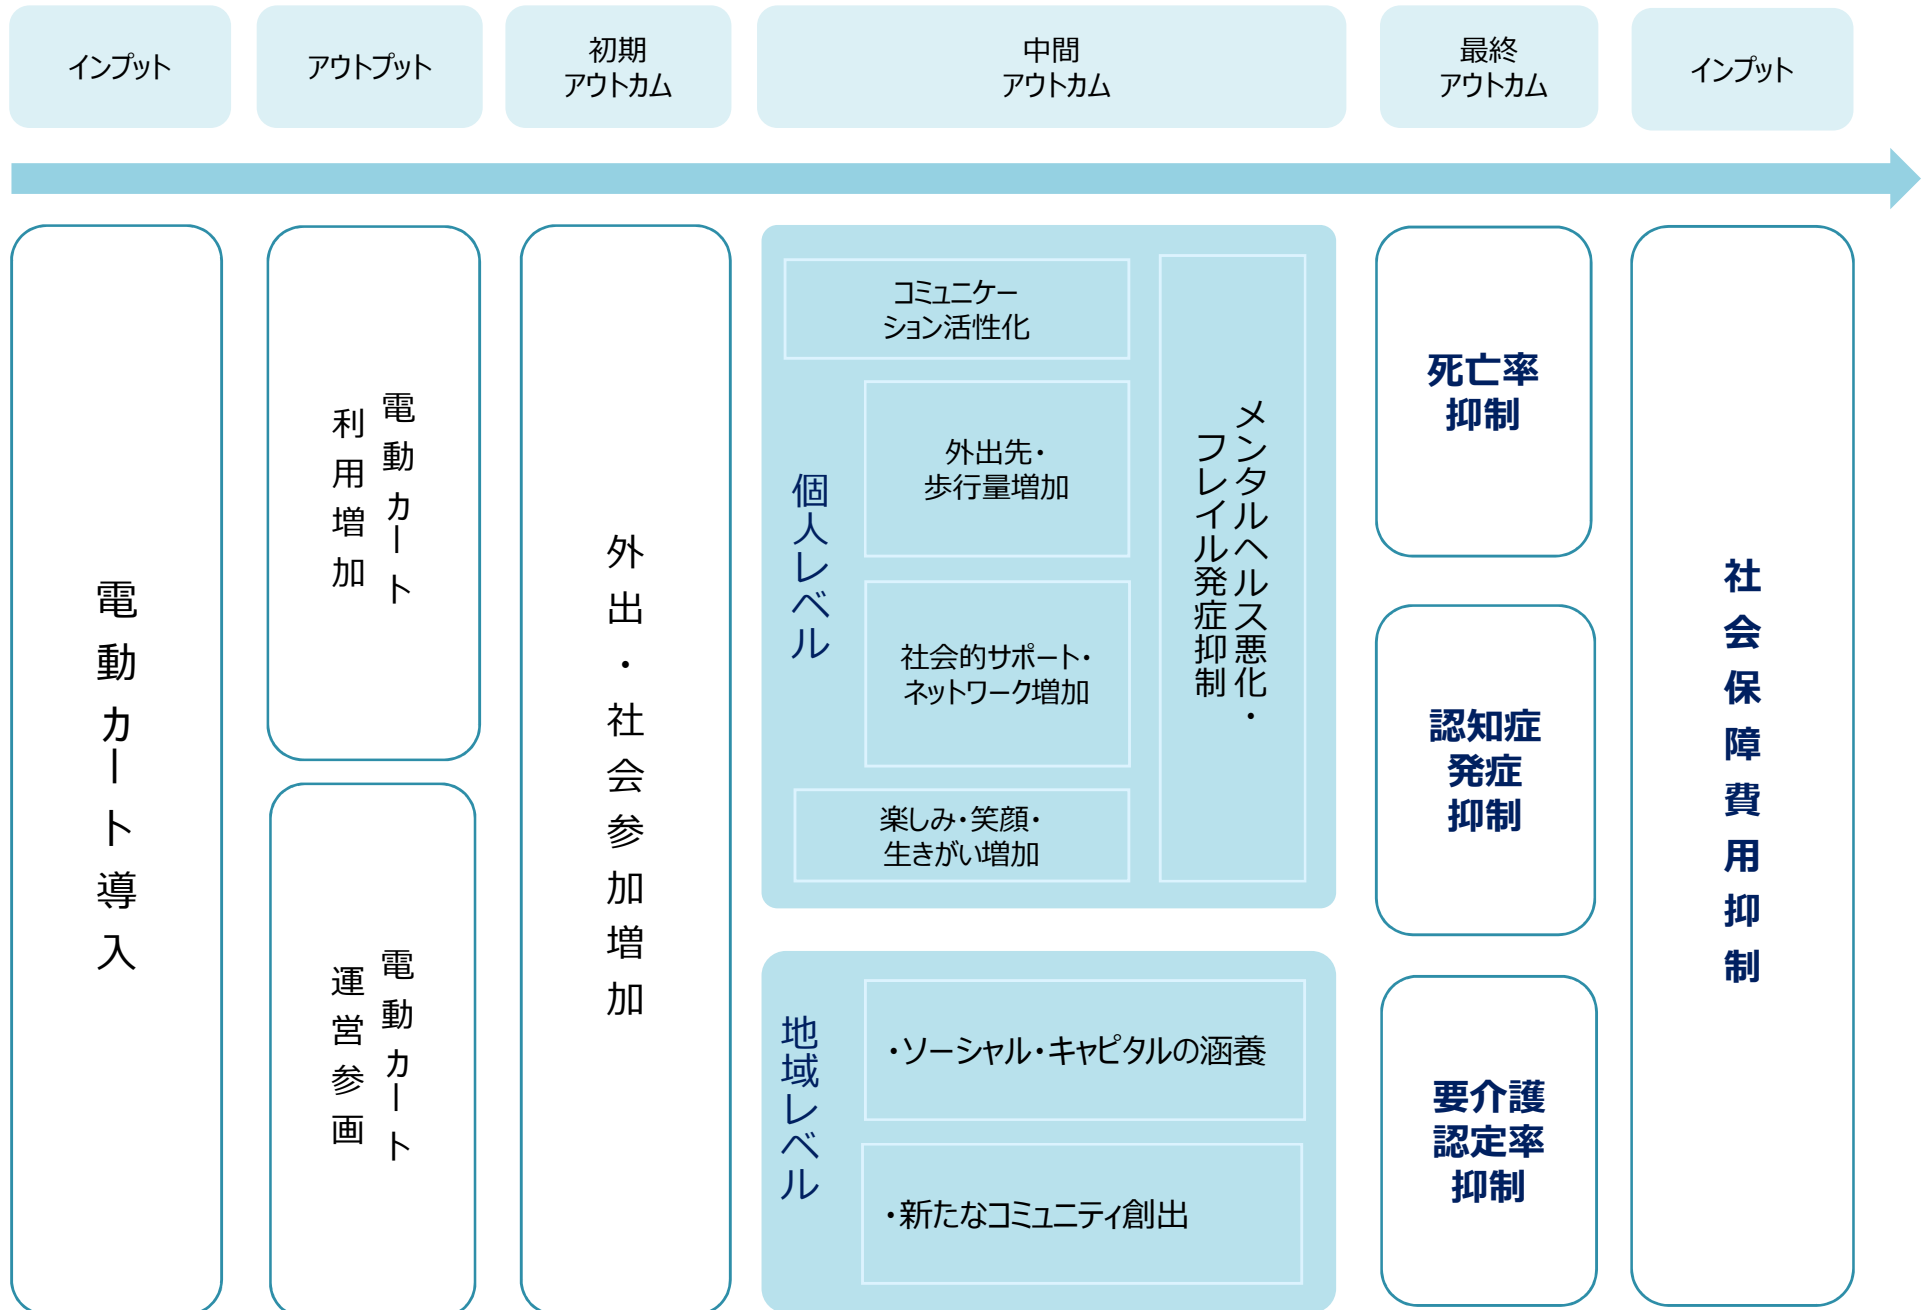 インプット
アウトプット
初期
アウトカム
中間
アウトカム
最終
アウトカム
インプット
電動カート導入
電動カート
利用増加
電動カート
運営参画
外出・社会参加増加
個人レベル
コミュニケー
ション活性化
外出先・
歩行量増加
社会的サポート・
ネットワーク増加
楽しみ・笑顔・
生きがい増加
メンタルヘルス悪化・
フレイル発症抑制
地域レベル
・ソーシャル・キャピタルの涵養
・新たなコミュニティ創出
死亡率
抑制
認知症
発症
抑制
要介護
認定率
抑制
社会保障費用抑制